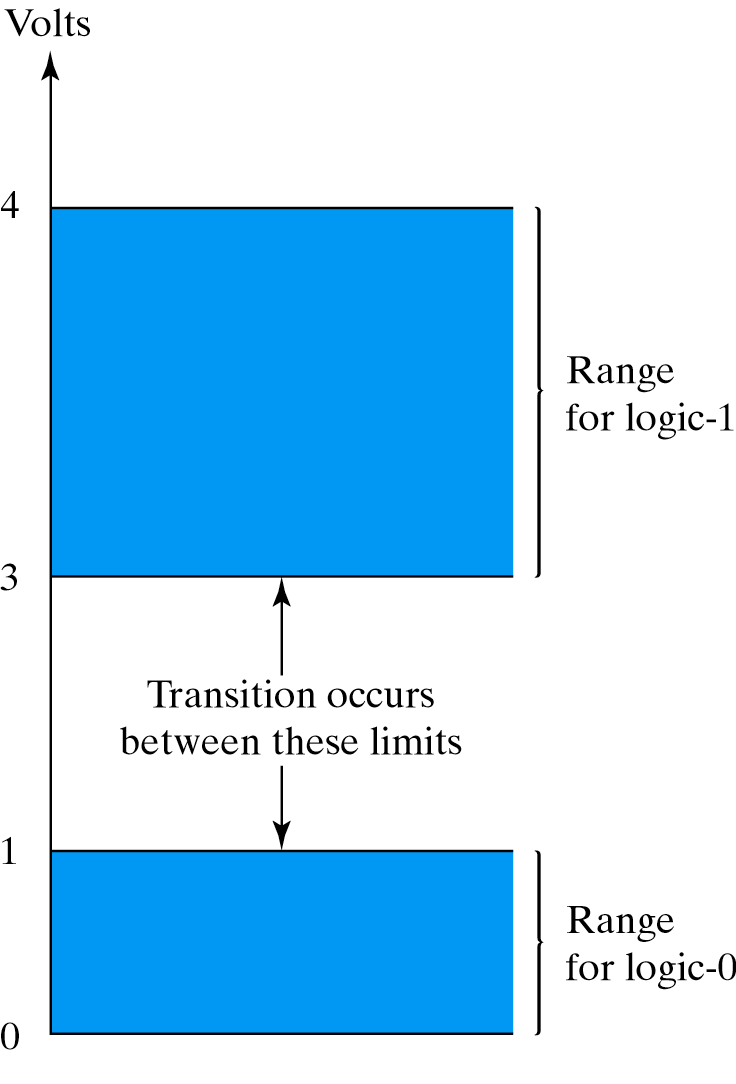 Volts
4
Range
for logic-1
3
Transition occurs
between these limits
1
Range
for logic-0
0